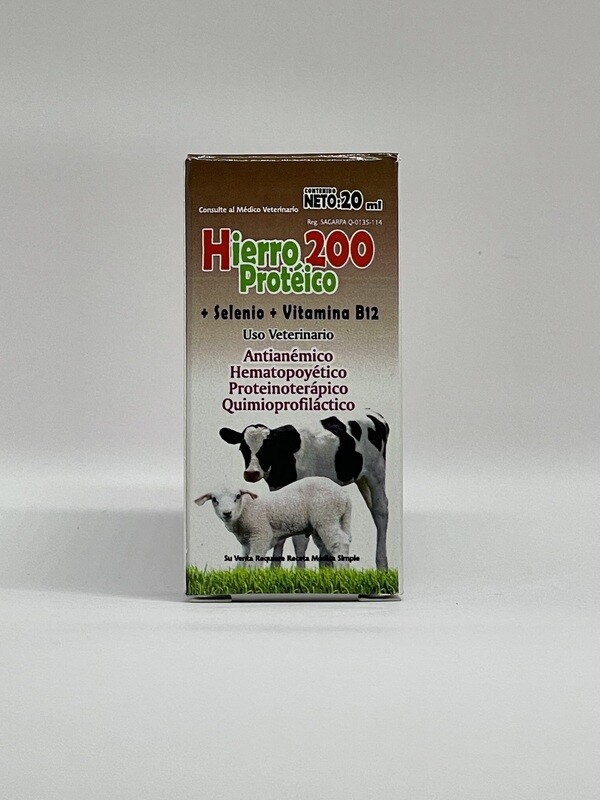 CONTENIDO
Consulte al Médico Veterinario NETO: 20 ml
Reg. SAGARPA Q-0135-114
Hierro 200
Protéico
+ Selenio + Vitamina B12
Uso Veterinario
Antianémico
Hematopoyético
Proteinoterápico
Quimioprofiláctico
Su Venta Requiere Receta Médica Simple